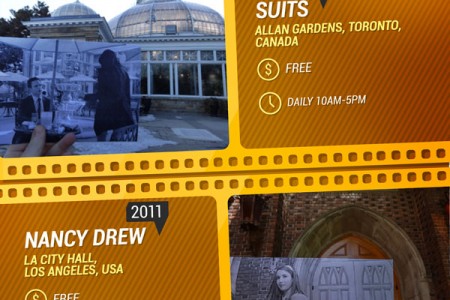 SUITS
ALLAN GARDENS, TORONTO,
CANADA
$ FREE
DAILY 10AM-5PM
2011
NANCY DREW
LA CITY HALL,
LOS ANGELES, USA
FREE